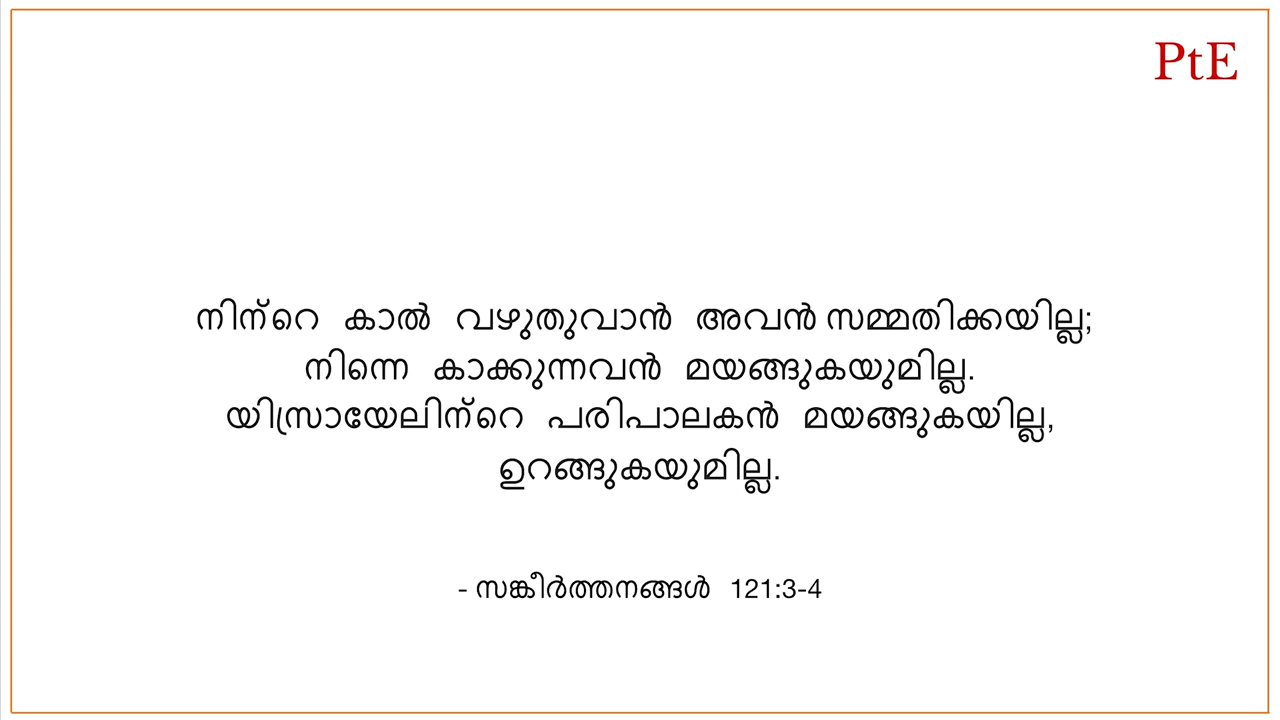 PtE
നിന്റെ കാൽ വഴുതുവാൻ അവൻ സമ്മതിക്കയില്ല;
നിന്നെ കാക്കുന്നവൻ മയങ്ങുകയുമില്ല.
യിസ്രായേലിന്റെ പരിപാലകൻ മയങ്ങുകയില്ല,
ഉറങ്ങുകയുമില്ല.
- സങ്കീർത്തനങ്ങൾ 121:3-4